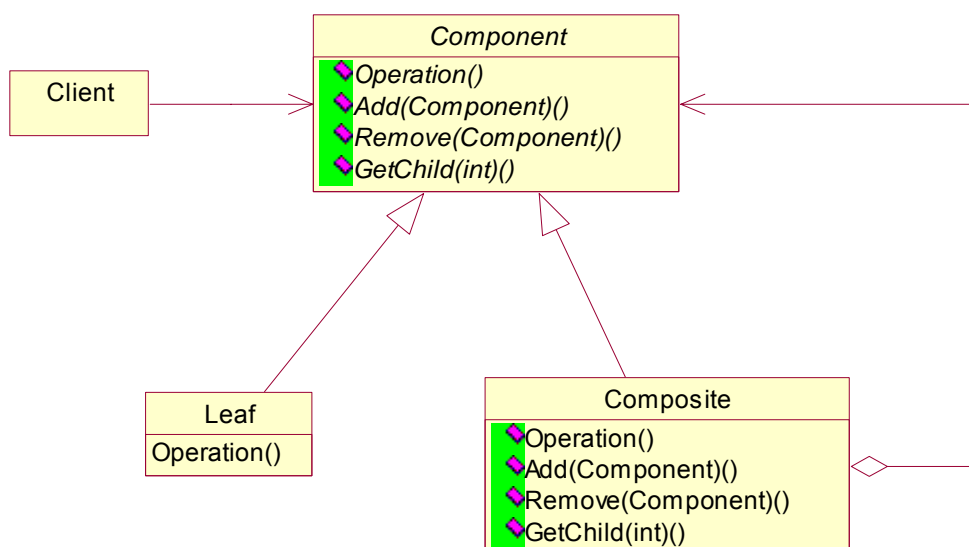 Component
Operation()
Add(Component)()
Remove(Component)()
GetChild(int)()
Client
Leaf
Operation()
Composite
Operation()
Add(Component)()
Remove(Component)()
GetChild(int)()